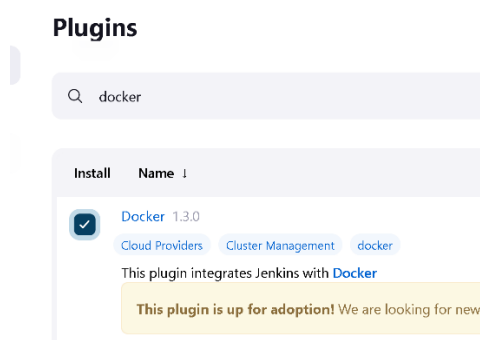 Plugins
docker
Install Name ↓
Docker 1.3.0
Cloud Providers Cluster Management docker
This plugin integrates Jenkins with Docker
This plugin is up for adoption! We are looking for new